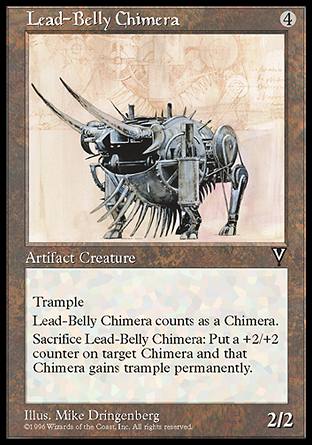 Lead-Belly Chimera 4
Artifact Creature V
Trample
Lead-Belly Chimera counts as a Chimera.
Sacrifice Lead-Belly Chimera: Put a +2/+2
counter on target Chimera and that
Chimera gains trample permanently.
2/2
Illus. Mike Dringenberg
©1996 Wizards of the Coast, Inc. All rights reserved.